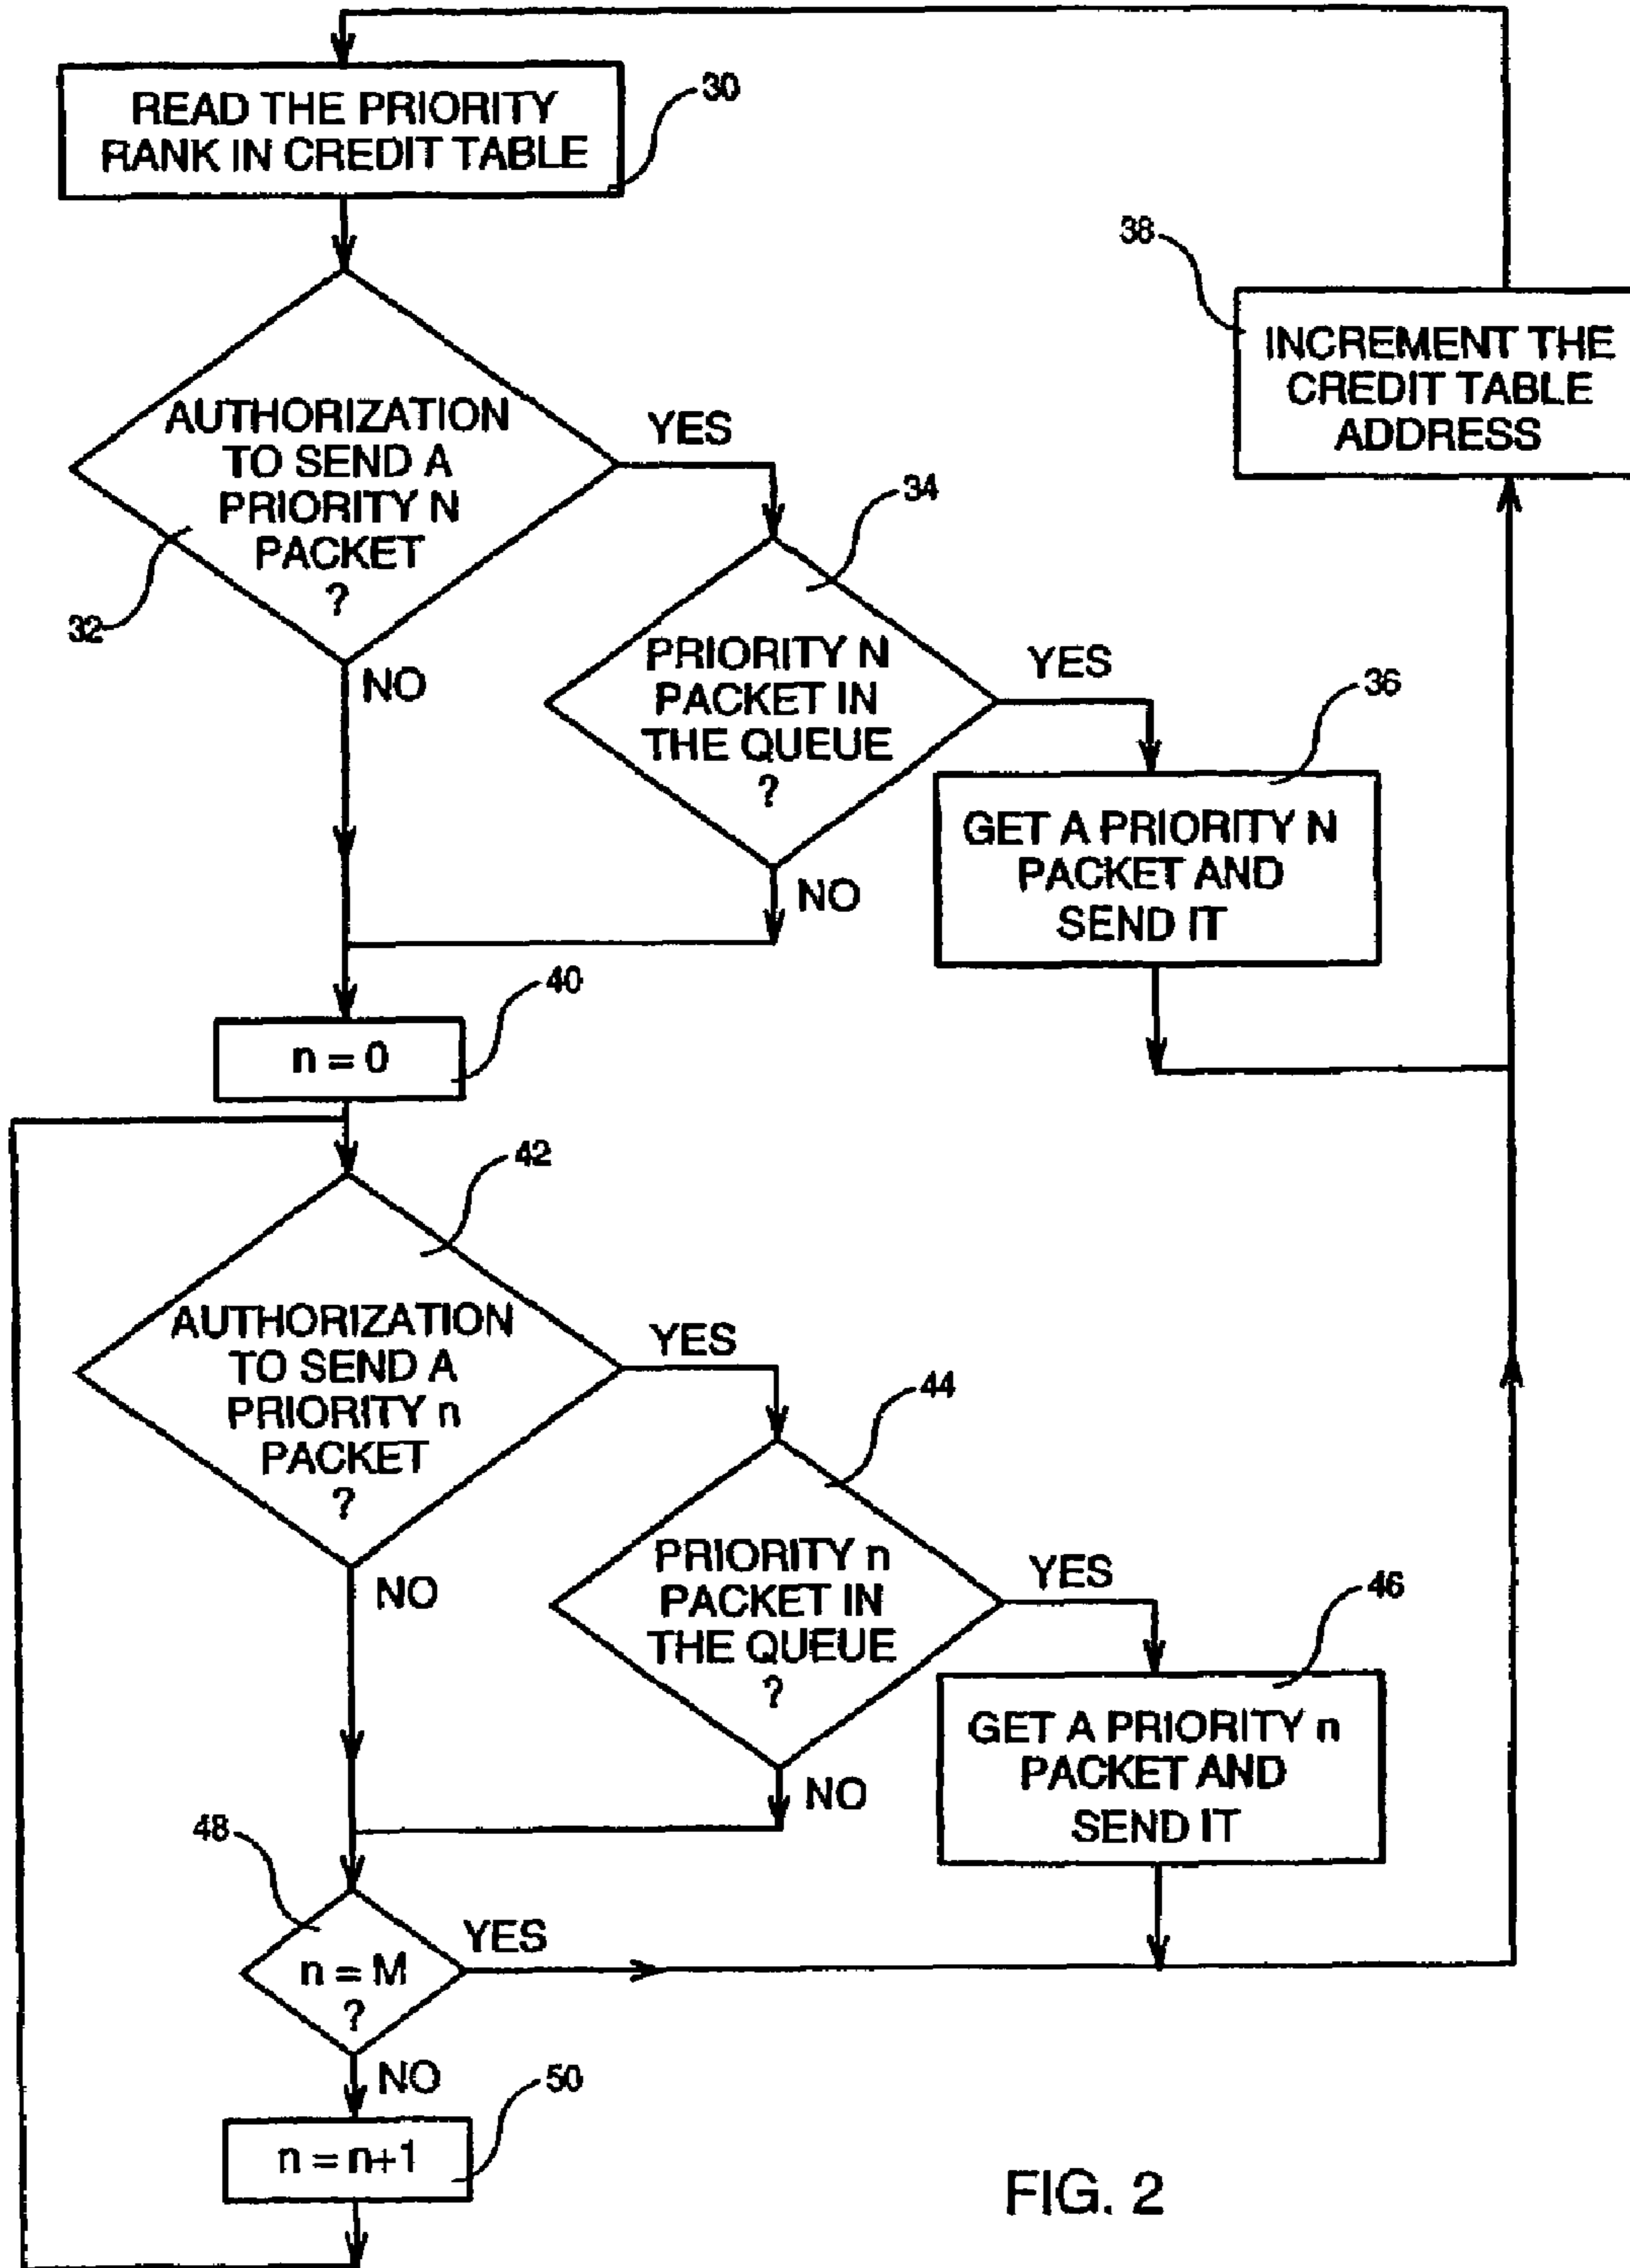 READ THE PRIORITY
RANK IN CREDIT TABLE
30
38
INCREMENT THE
CREDIT TABLE
ADDRESS
AUTHORIZATION
TO SEND A
PRIORITY N
PACKET
?
32
YES
NO
34
PRIORITY N
PACKET IN
THE QUEUE
?
YES
NO
36
GET A PRIORITY N
PACKET AND
SEND IT
40
n = 0
42
AUTHORIZATION
TO SEND A
PRIORITY n
PACKET
?
YES
NO
44
PRIORITY n
PACKET IN
THE QUEUE
?
YES
NO
46
GET A PRIORITY n
PACKET AND
SEND IT
48
n = M
?
YES
NO
50
n = n+1
FIG. 2